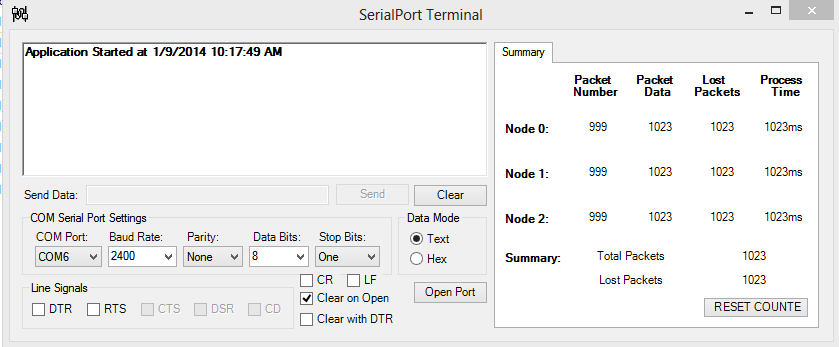 SerialPort Terminal
Application Started at 1/9/2014 10:17:49 AM
Send Data:
Send
Clear
COM Serial Port Settings
COM Port:
Baud Rate:
Parity:
Data Bits:
Stop Bits:
COM6
2400
None
8
One
Data Mode
Text
Hex
Line Signals
DTR
RTS
CTS
DSR
CD
CR
LF
Clear on Open
Clear with DTR
Open Port
Summary
Packet Number
Packet Data
Lost Packets
Process Time
Node 0: 999 1023 1023 1023ms
Node 1: 999 1023 1023 1023ms
Node 2: 999 1023 1023 1023ms
Summary: Total Packets 1023
Lost Packets 1023
RESET COUNTE